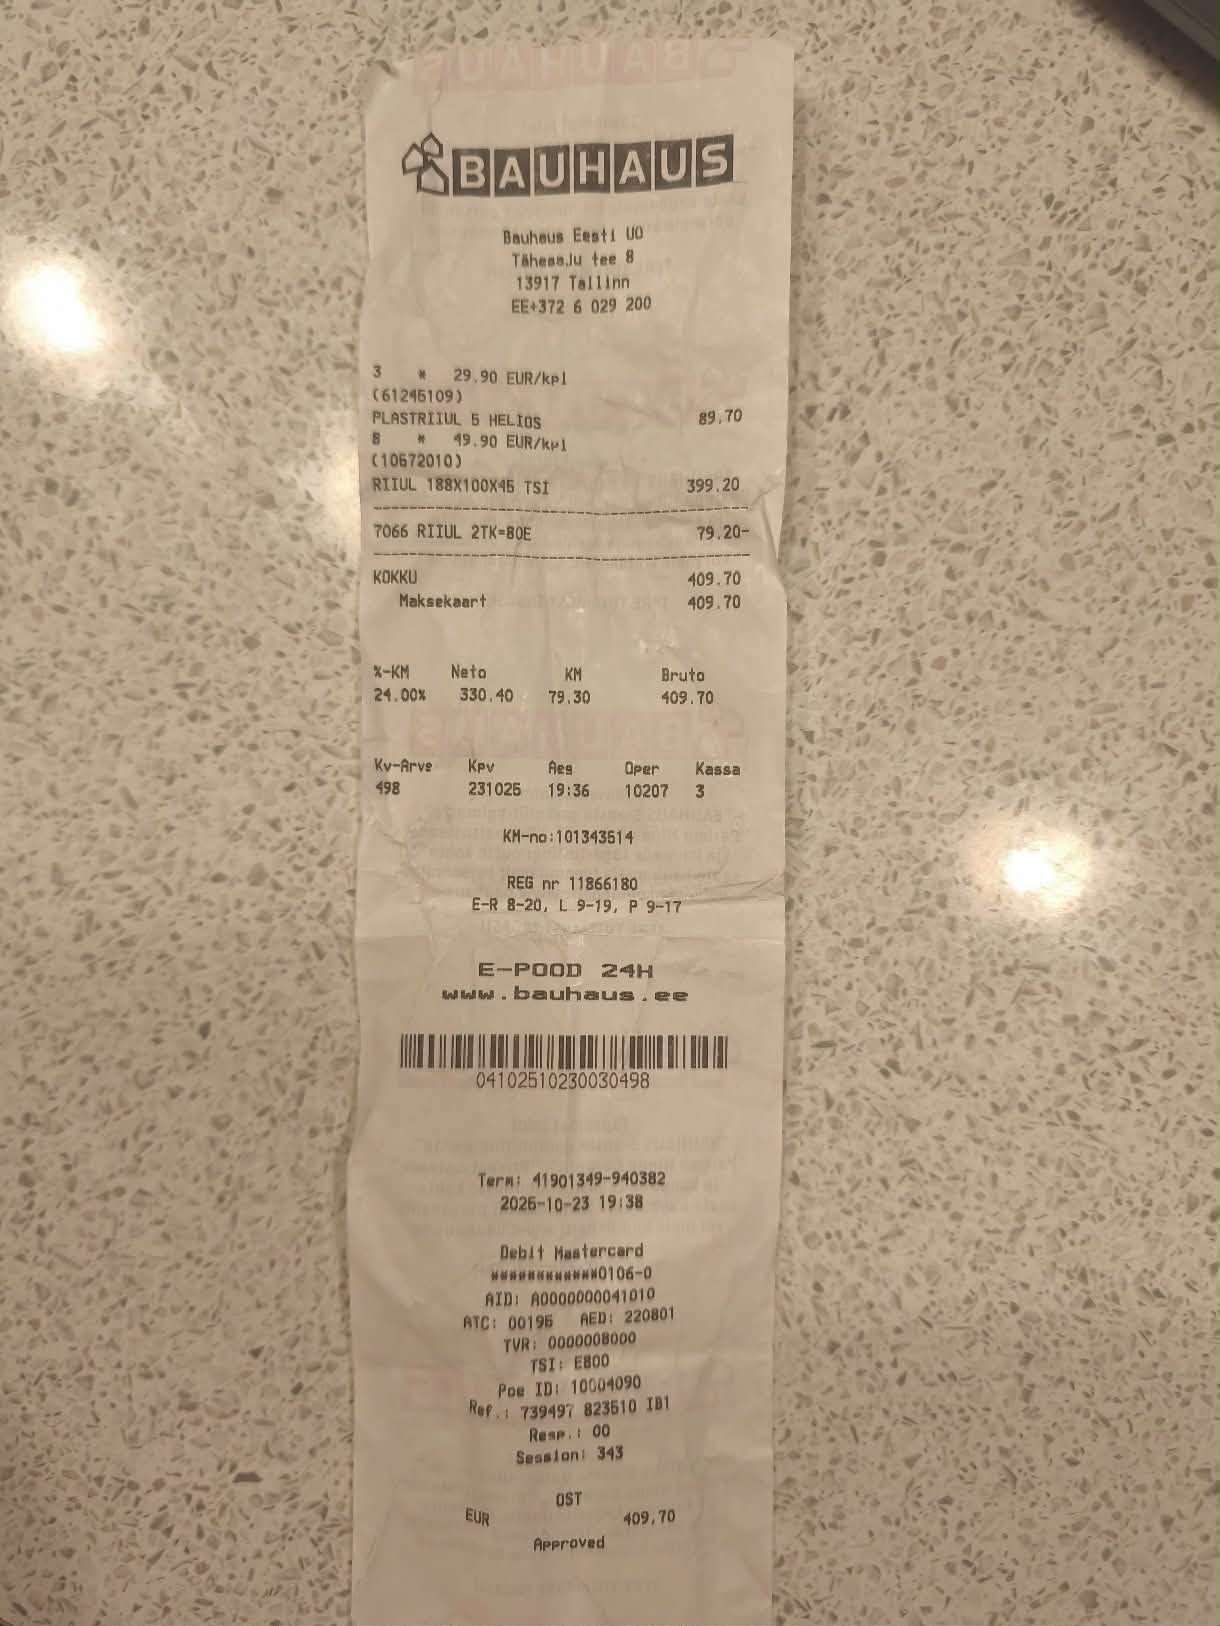 BAUHAUS
Bauhaus Eesti UÜ
Tähesaju tee 8
13917 Tallinn
EE+372 6 029 200
3 * 29.90 EUR/kpl
(61245109)
PLASTRIIUL 5 HELIOS 89.70
8 * 49.90 EUR/kpl
(10672010)
RIIUL 188X100X45 TSI 399.20
7066 RIIUL 2TK=80E 79.20-
KOKKU 409.70
Maksekaart 409.70
%-KM Neto KM Bruto
24.00% 330.40 79.30 409.70
Kv-Arve Kpv Aeg Oper Kassa
498 231025 19:36 10207 3
KM-no:101343514
REG nr 11866180
E-R 8-20, L 9-19, P 9-17
E-POOD 24H
www.bauhaus.ee
04102510230030498
Term: 41901349-940382
2025-10-23 19:38
Debit Mastercard
************0106-0
AID: A0000000041010
ATC: 00195 AED: 220801
TVR: 0000008000
TSI: E800
Pos ID: 10004090
Ref.: 739497 823510 IB1
Resp.: 00
Session: 343
OST
EUR 409,70
Approved